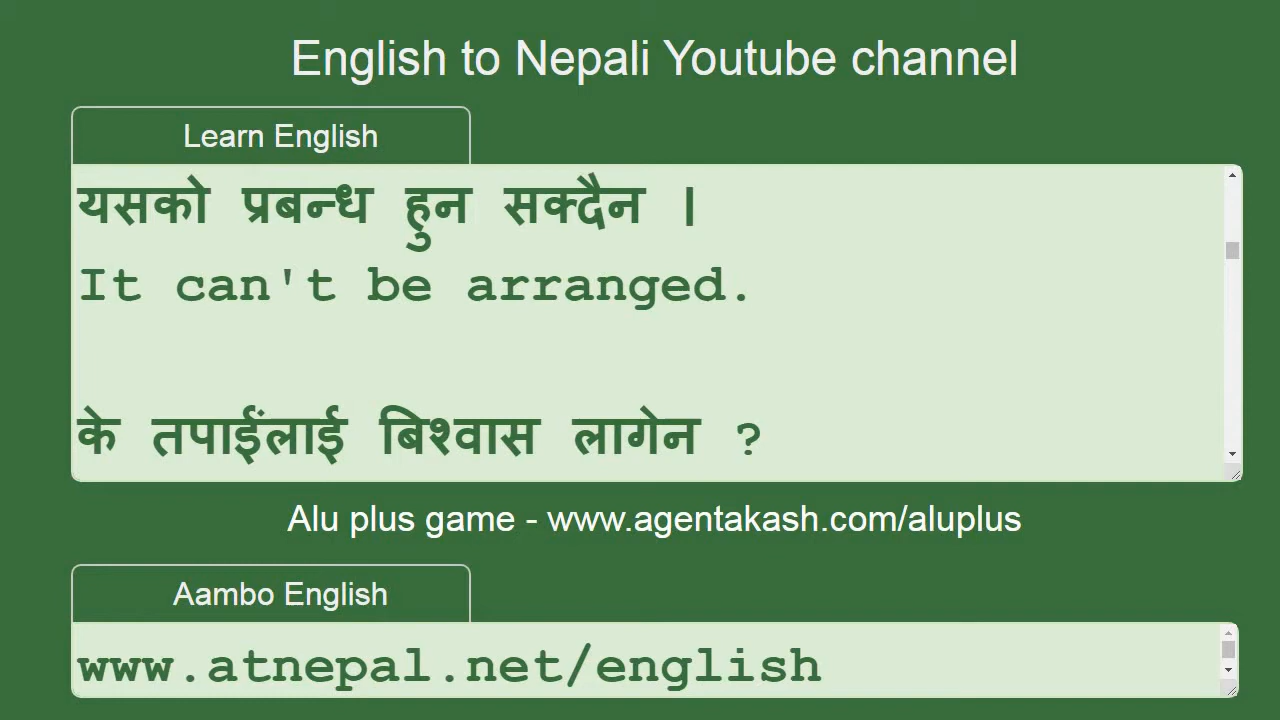 English to Nepali Youtube channel
Learn English
यसको प्रबन्ध हुन सक्दैन ।
It can't be arranged.
के तपाईंलाई बिश्वास लागेन ?
Alu plus game - www.agentakash.com/aluplus
Aambo English
www.atnepal.net/english